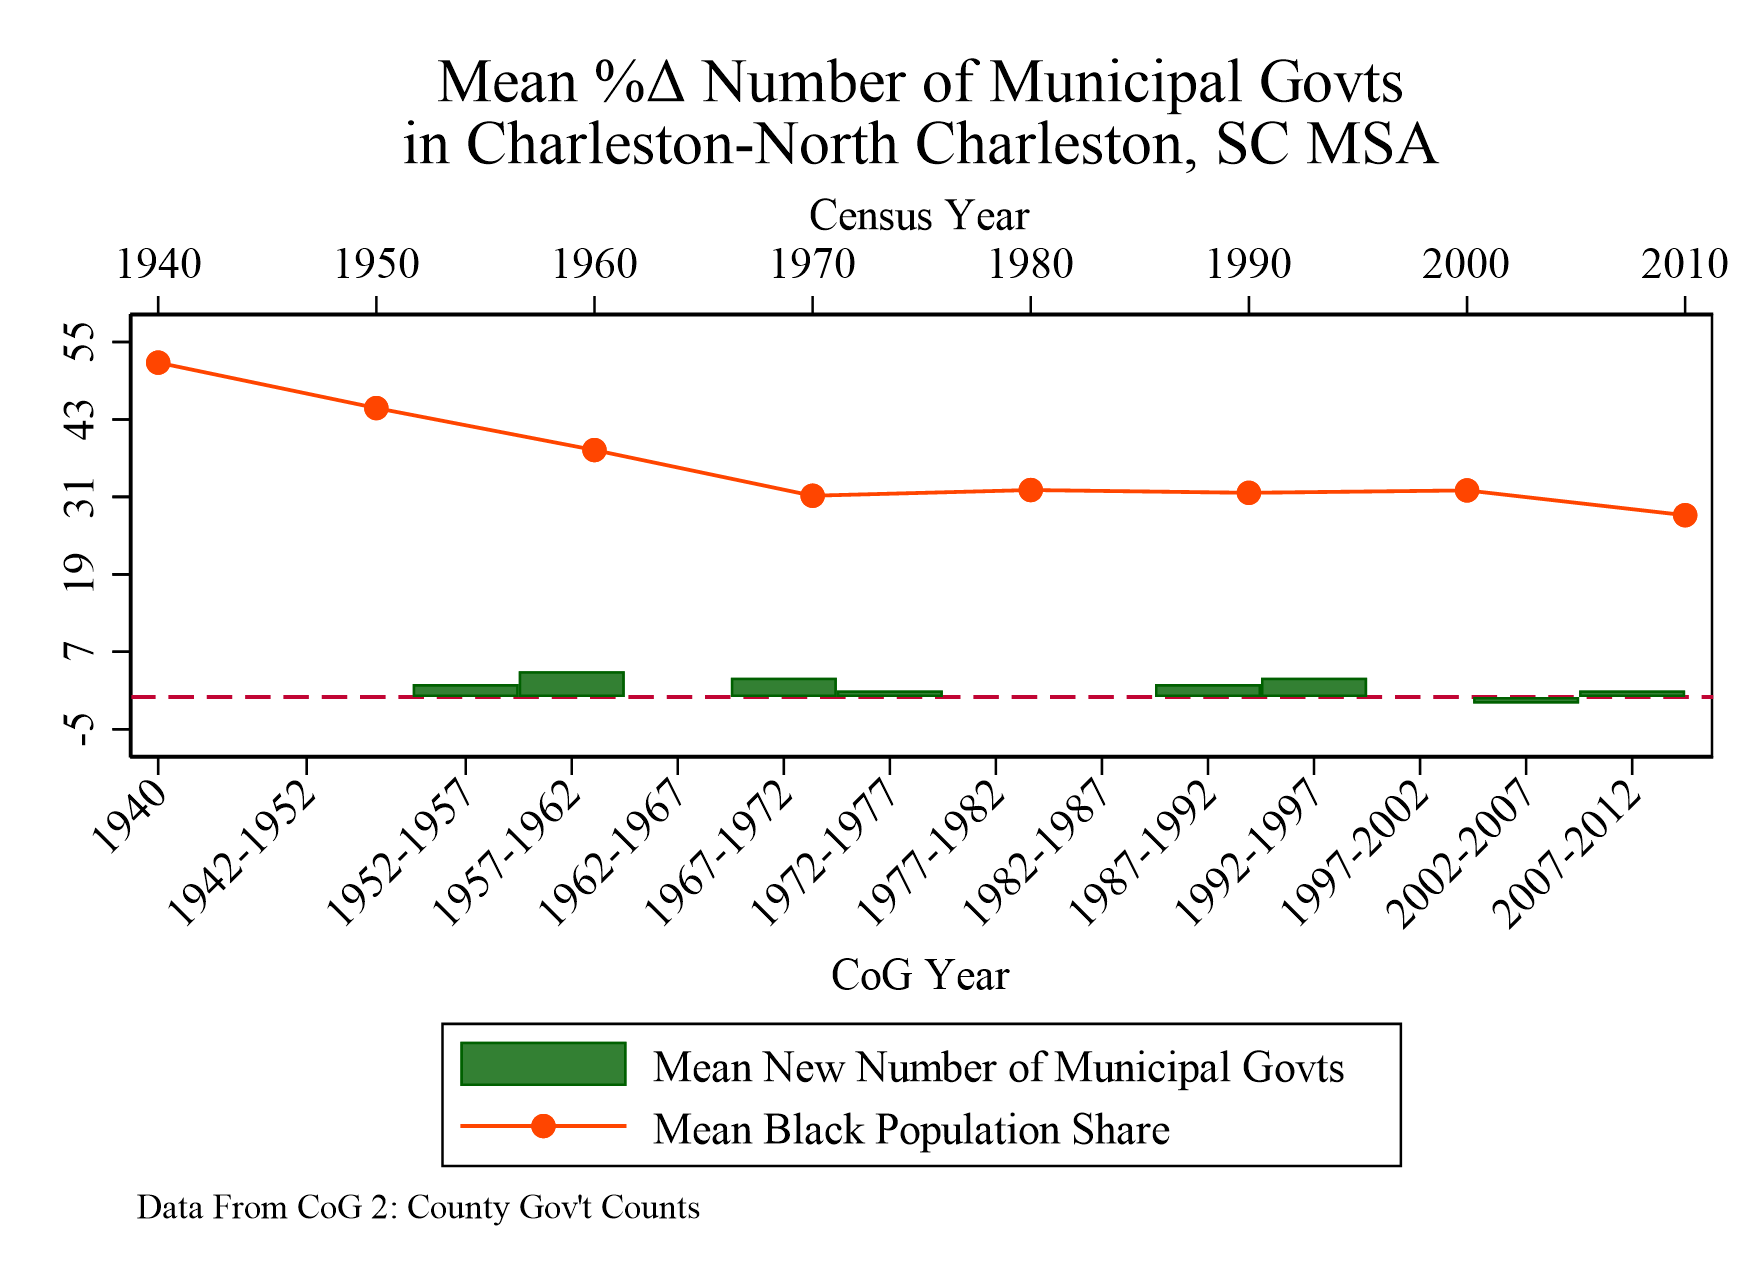 Mean %Δ Number of Municipal Govts
in Charleston-North Charleston, SC MSA
Census Year
1940 1950 1960 1970 1980 1990 2000 2010
55
43
31
19
7
-5
1940 1942-1952 1952-1957 1957-1962 1962-1967 1967-1972 1972-1977 1977-1982 1982-1987 1987-1992 1992-1997 1997-2002 2002-2007 2007-2012
CoG Year
Mean New Number of Municipal Govts
Mean Black Population Share
Data From CoG 2: County Gov't Counts